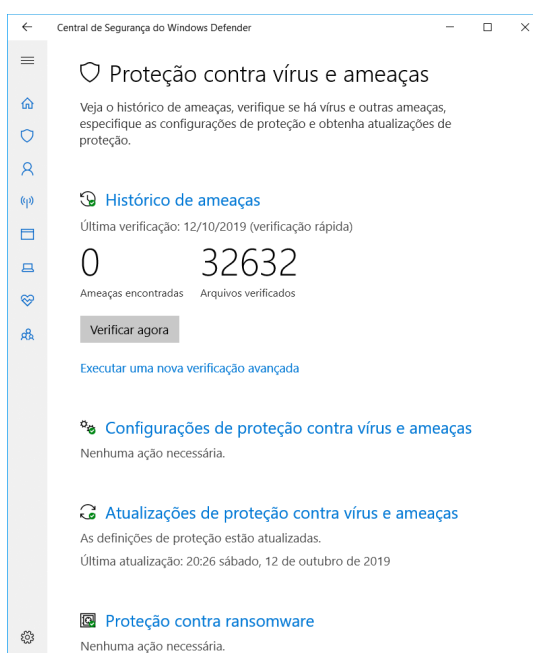 Central de Segurança do Windows Defender
Proteção contra vírus e ameaças
Veja o histórico de ameaças, verifique se há vírus e outras ameaças,
especifique as configurações de proteção e obtenha atualizações de
proteção.
Histórico de ameaças
Última verificação: 12/10/2019 (verificação rápida)
0 32632
Ameaças encontradas Arquivos verificados
Verificar agora
Executar uma nova verificação avançada
Configurações de proteção contra vírus e ameaças
Nenhuma ação necessária.
Atualizações de proteção contra vírus e ameaças
As definições de proteção estão atualizadas.
Última atualização: 20:26 sábado, 12 de outubro de 2019
Proteção contra ransomware
Nenhuma ação necessária.